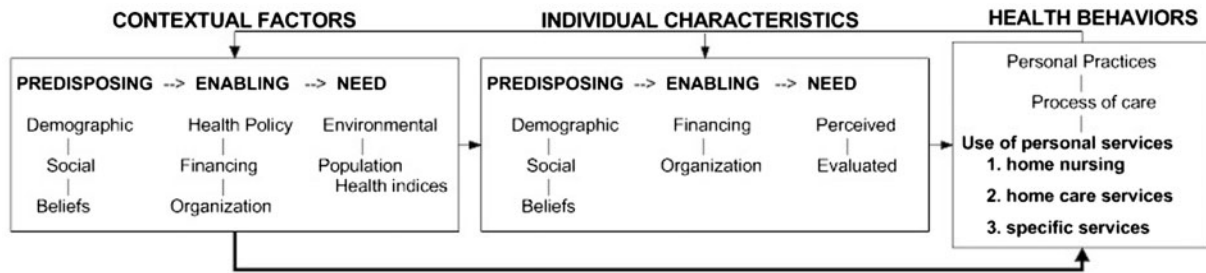 CONTEXTUAL FACTORS
PREDISPOSING --> ENABLING --> NEED
Demographic
Social
Beliefs
Health Policy
Financing
Organization
Environmental
Population
Health indices
INDIVIDUAL CHARACTERISTICS
PREDISPOSING --> ENABLING --> NEED
Demographic
Social
Beliefs
Financing
Organization
Perceived
Evaluated
HEALTH BEHAVIORS
Personal Practices
Process of care
Use of personal services
1. home nursing
2. home care services
3. specific services